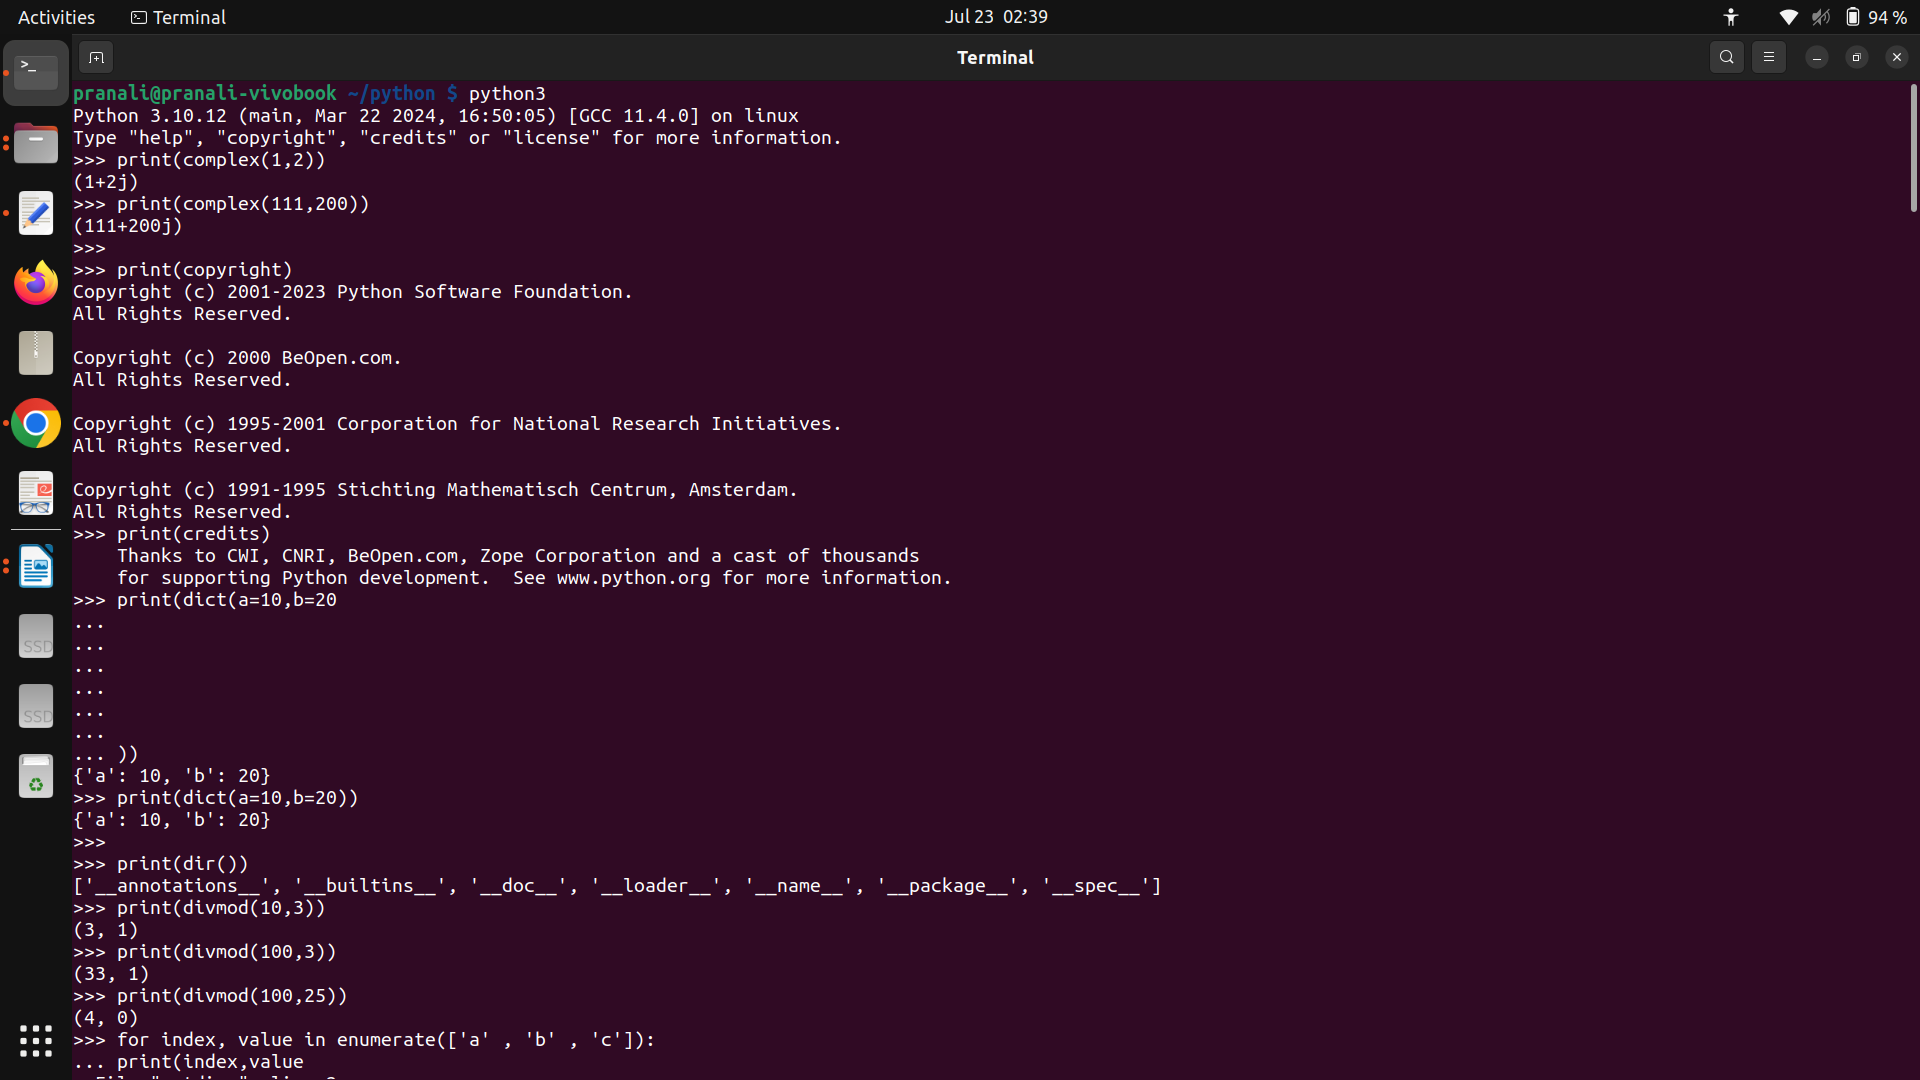 Activities Terminal Jul 23 02:39 94 %
Terminal
pranali@pranali-vivobook ~/python $ python3
Python 3.10.12 (main, Mar 22 2024, 16:50:05) [GCC 11.4.0] on linux
Type "help", "copyright", "credits" or "license" for more information.
>>> print(complex(1,2))
(1+2j)
>>> print(complex(111,200))
(111+200j)
>>>
>>> print(copyright)
Copyright (c) 2001-2023 Python Software Foundation.
All Rights Reserved.

Copyright (c) 2000 BeOpen.com.
All Rights Reserved.

Copyright (c) 1995-2001 Corporation for National Research Initiatives.
All Rights Reserved.

Copyright (c) 1991-1995 Stichting Mathematisch Centrum, Amsterdam.
All Rights Reserved.
>>> print(credits)
    Thanks to CWI, CNRI, BeOpen.com, Zope Corporation and a cast of thousands
    for supporting Python development.  See www.python.org for more information.
>>> print(dict(a=10,b=20
...
...
...
...
...
...
... ))
{'a': 10, 'b': 20}
>>> print(dict(a=10,b=20))
{'a': 10, 'b': 20}
>>>
>>> print(dir())
['__annotations__', '__builtins__', '__doc__', '__loader__', '__name__', '__package__', '__spec__']
>>> print(divmod(10,3))
(3, 1)
>>> print(divmod(100,3))
(33, 1)
>>> print(divmod(100,25))
(4, 0)
>>> for index, value in enumerate(['a' , 'b' , 'c']):
... print(index,value
SSD
SSD